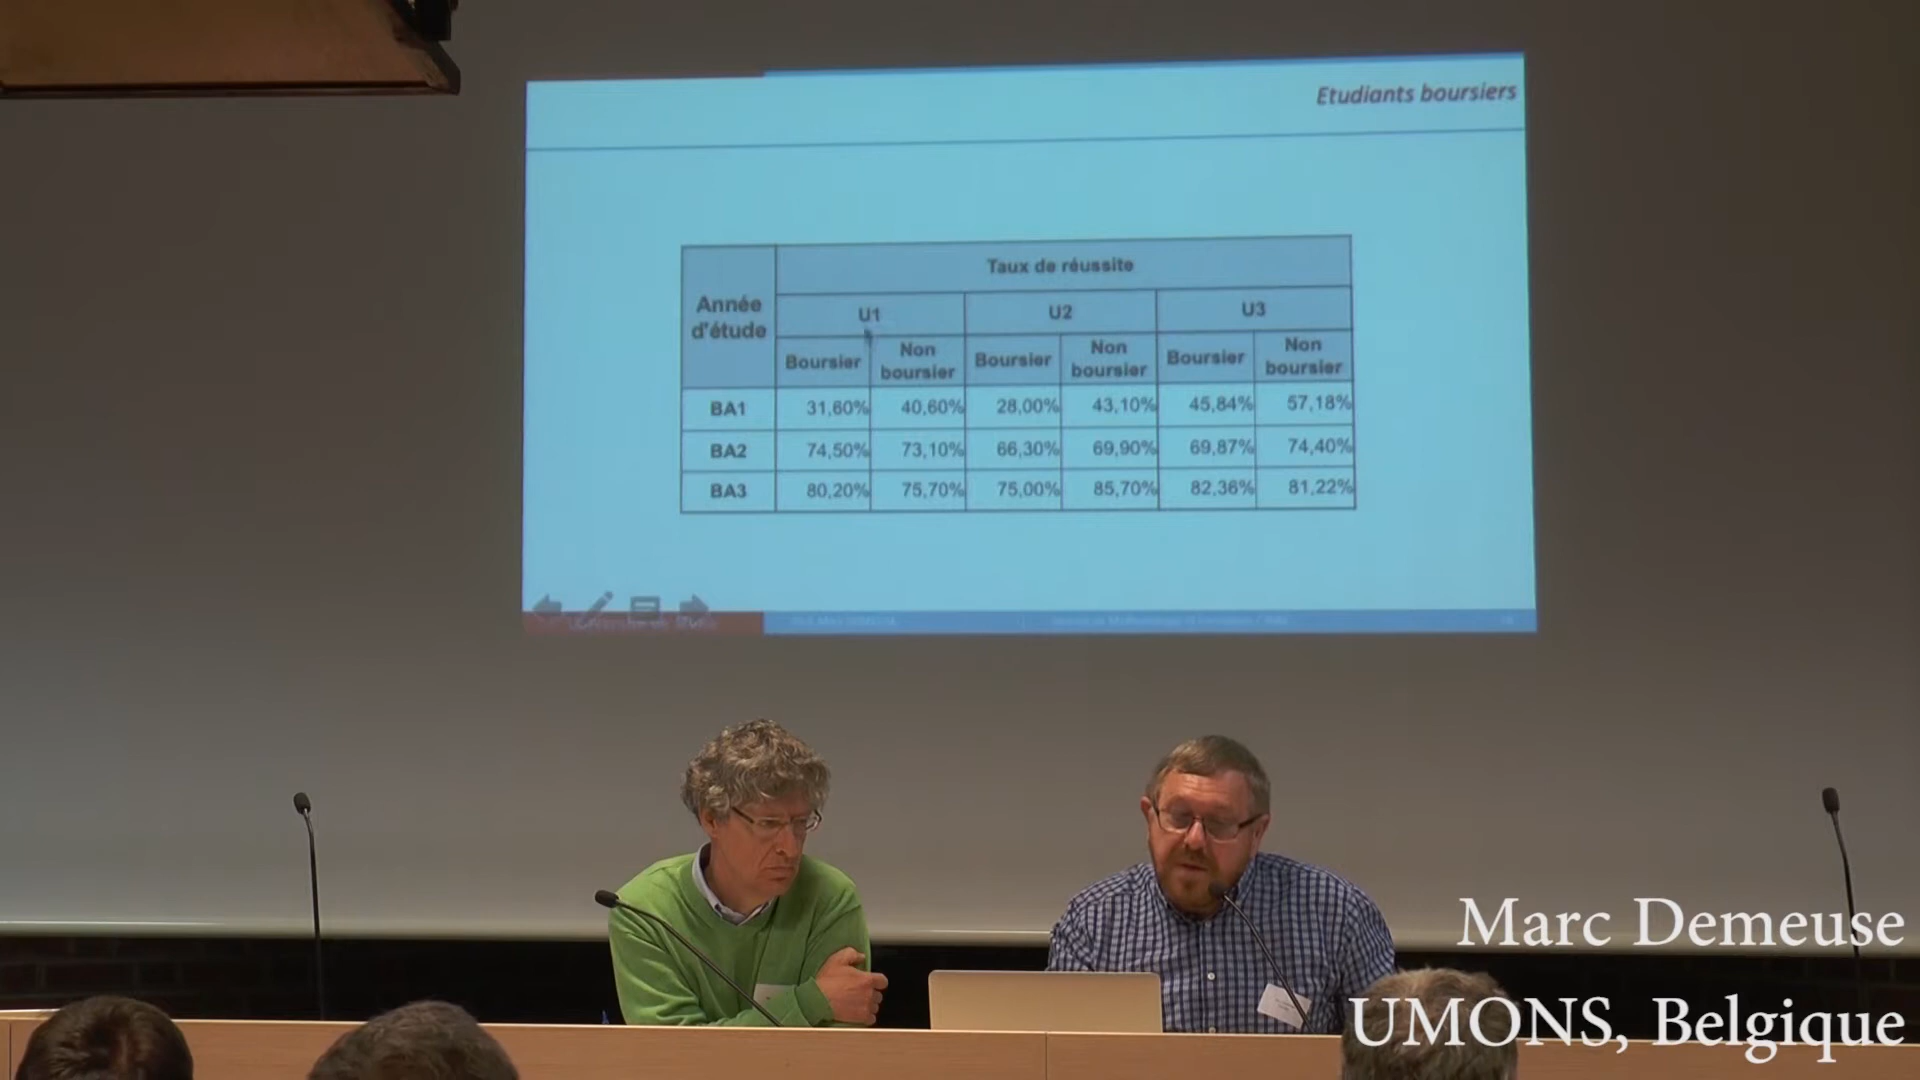 Etudiants boursiers
Taux de réussite
Année
d'étude
U1 U2 U3
Boursier Non boursier Boursier Non boursier Boursier Non boursier
BA1 31,60% 40,60% 28,00% 43,10% 45,84% 57,18%
BA2 74,50% 73,10% 66,30% 69,90% 69,87% 74,40%
BA3 80,20% 75,70% 75,00% 85,70% 82,36% 81,22%
Marc Demeuse
UMONS, Belgique